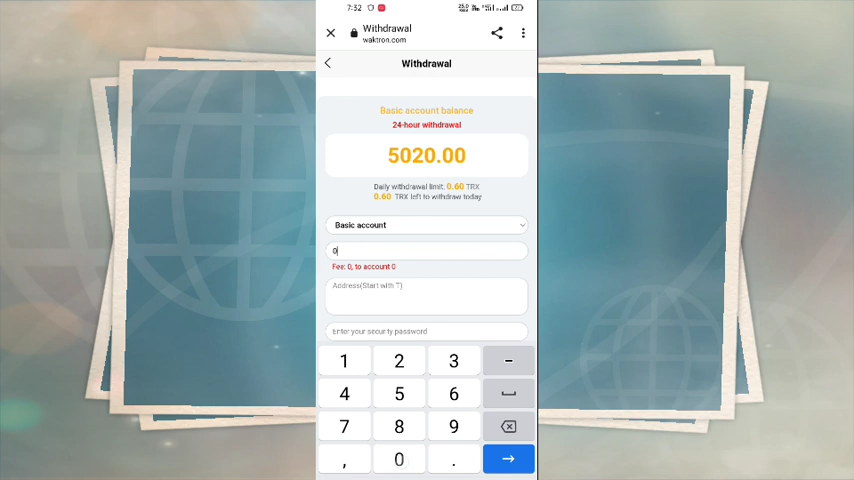 7:52
Withdrawal
waktron.com
Withdrawal
Basic account balance
24-hour withdrawal
5020.00
Daily withdrawal limit: 0.60 TRX
0.60 TRX left to withdraw today
Basic account
0
Fee: 0, to account 0
Address(Start with T)
Enter your security password
1 2 3 -
4 5 6
7 8 9
, 0 .